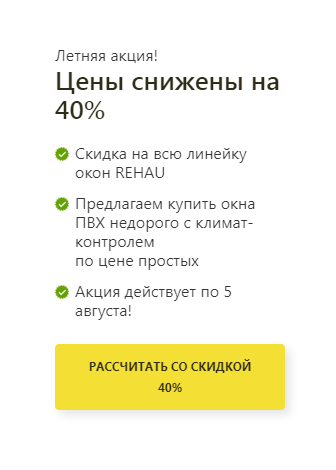 Летняя акция!
Цены снижены на
40%
Скидка на всю линейку
окон REHAU
Предлагаем купить окна
ПВХ недорого с климат-
контролем
по цене простых
Акция действует по 5
августа!
РАССЧИТАТЬ СО СКИДКОЙ
40%